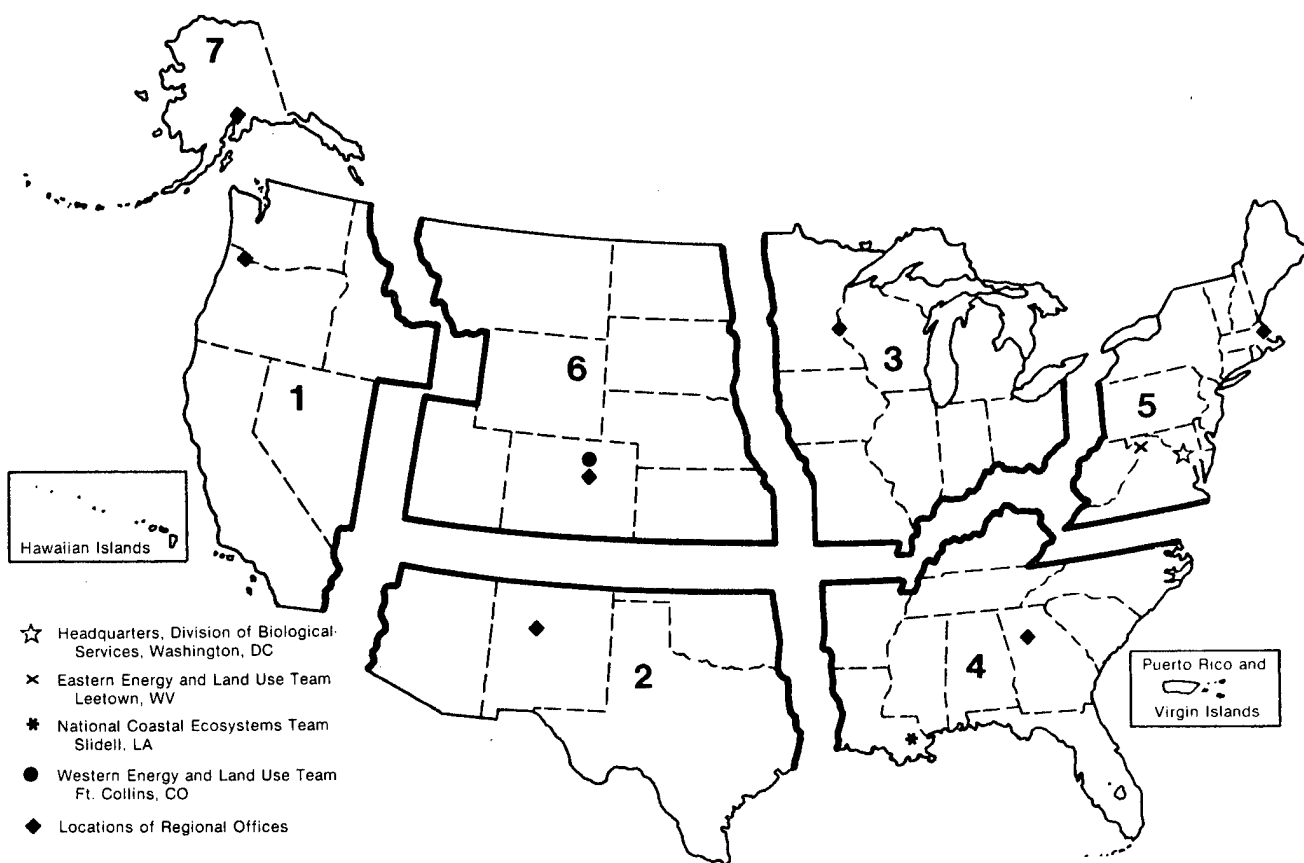 7
1
6
3
5
2
4
Hawaiian Islands
☆ Headquarters, Division of Biological
Services, Washington, DC
× Eastern Energy and Land Use Team
Leetown, WV
* National Coastal Ecosystems Team
Slidell, LA
● Western Energy and Land Use Team
Ft. Collins, CO
◆ Locations of Regional Offices
Puerto Rico and
Virgin Islands